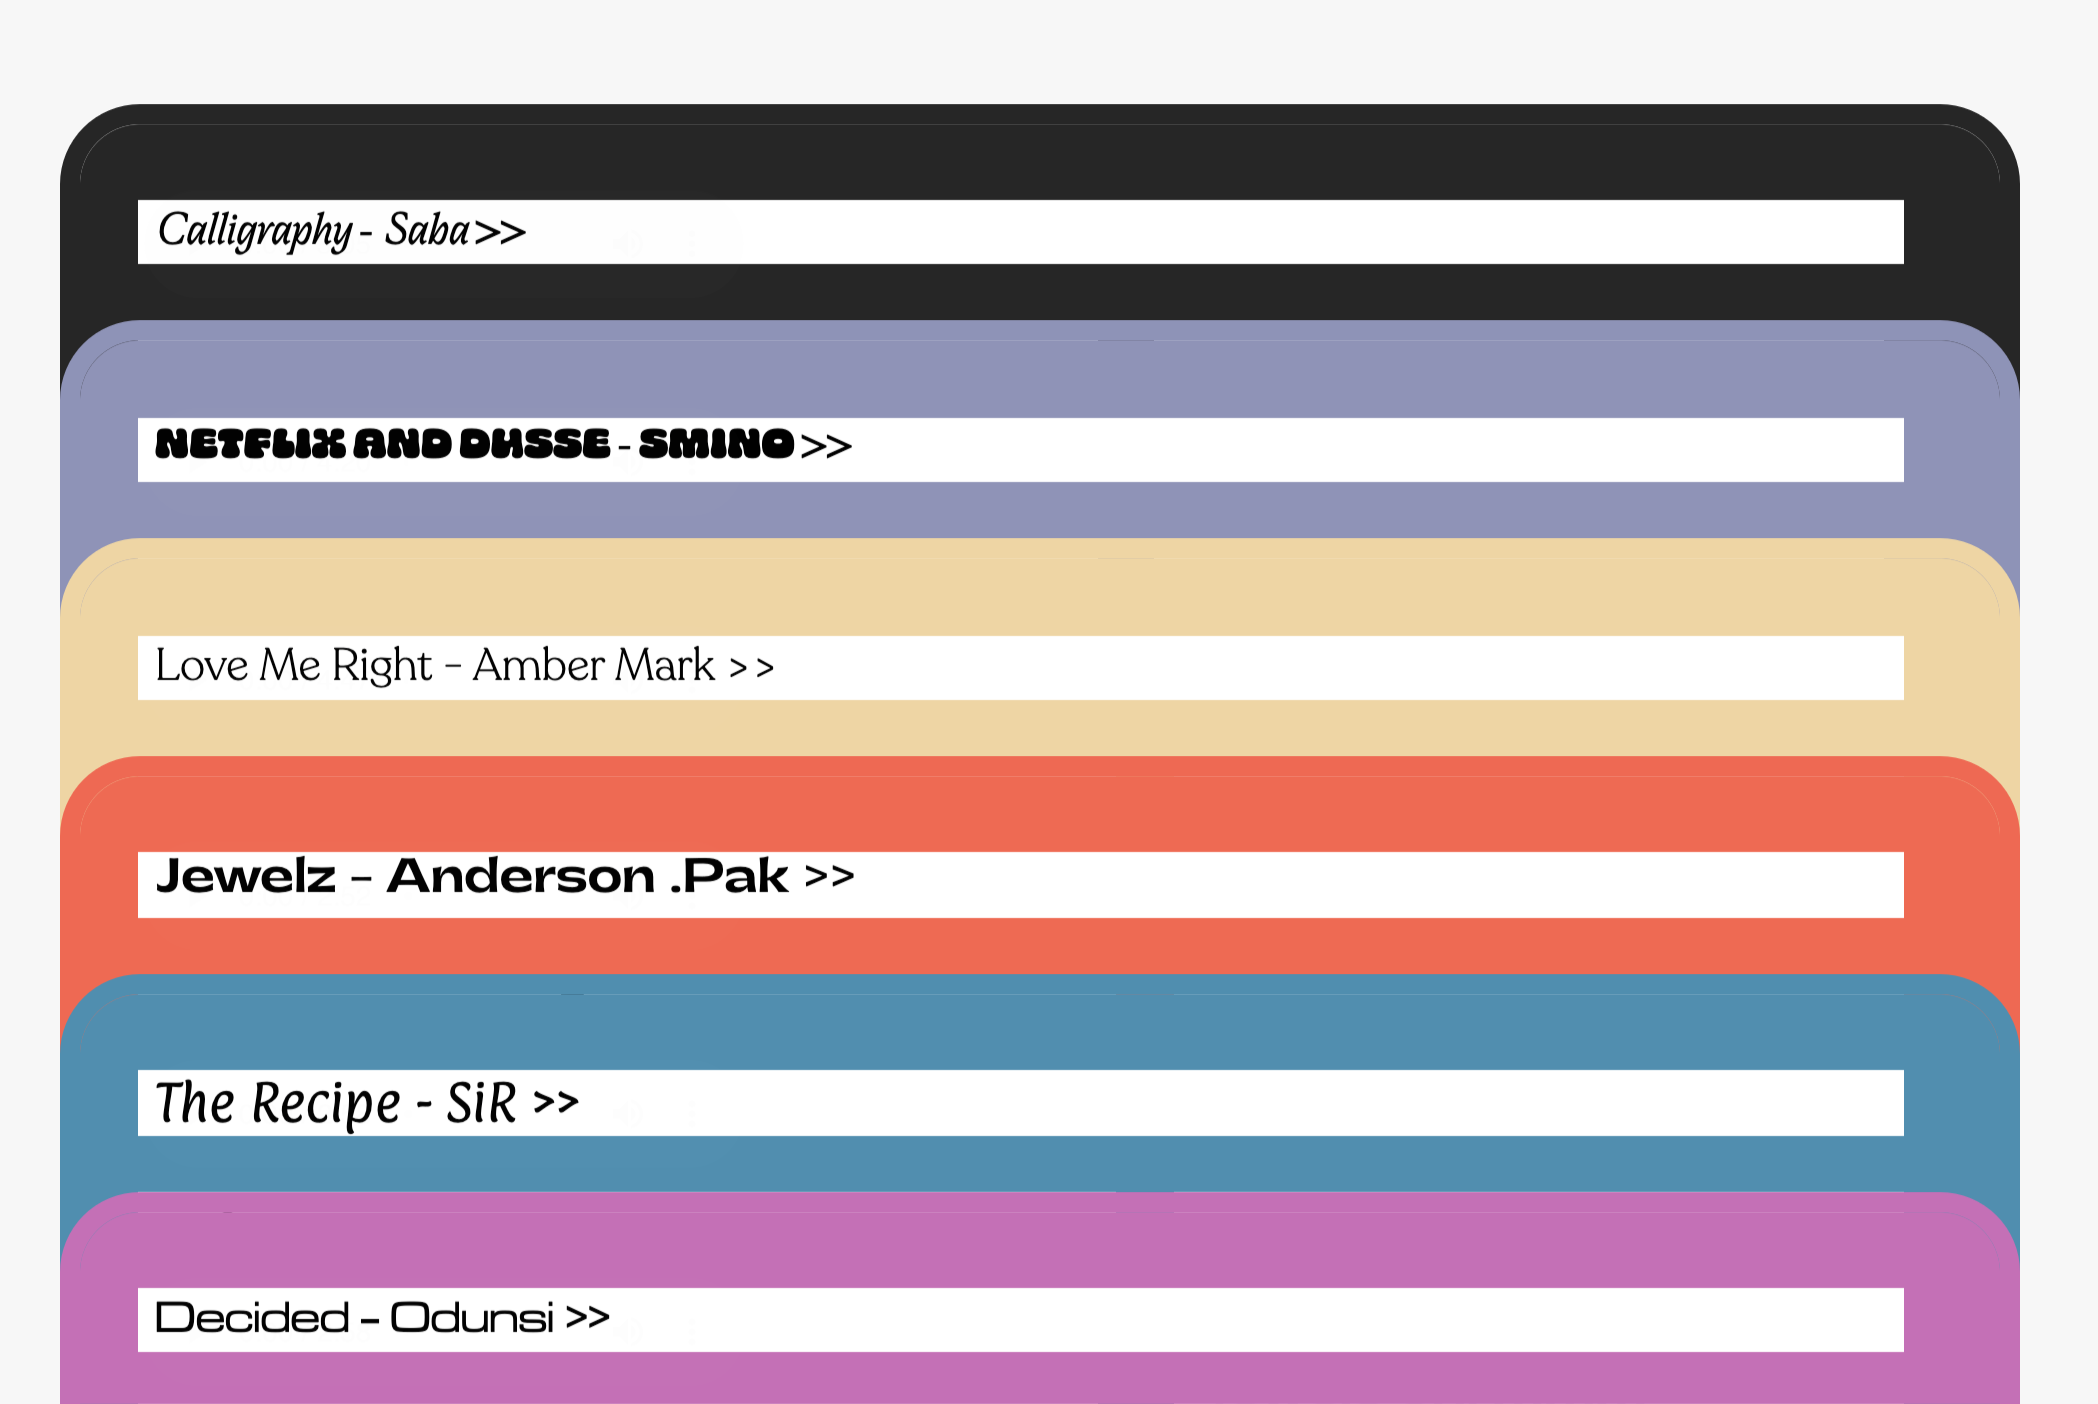 Calligraphy - Saba >>
NETFLIX AND DUSSE - SMINO >>
Love Me Right - Amber Mark >>
Jewelz - Anderson .Pak >>
The Recipe - SiR >>
Decided - Odunsi >>